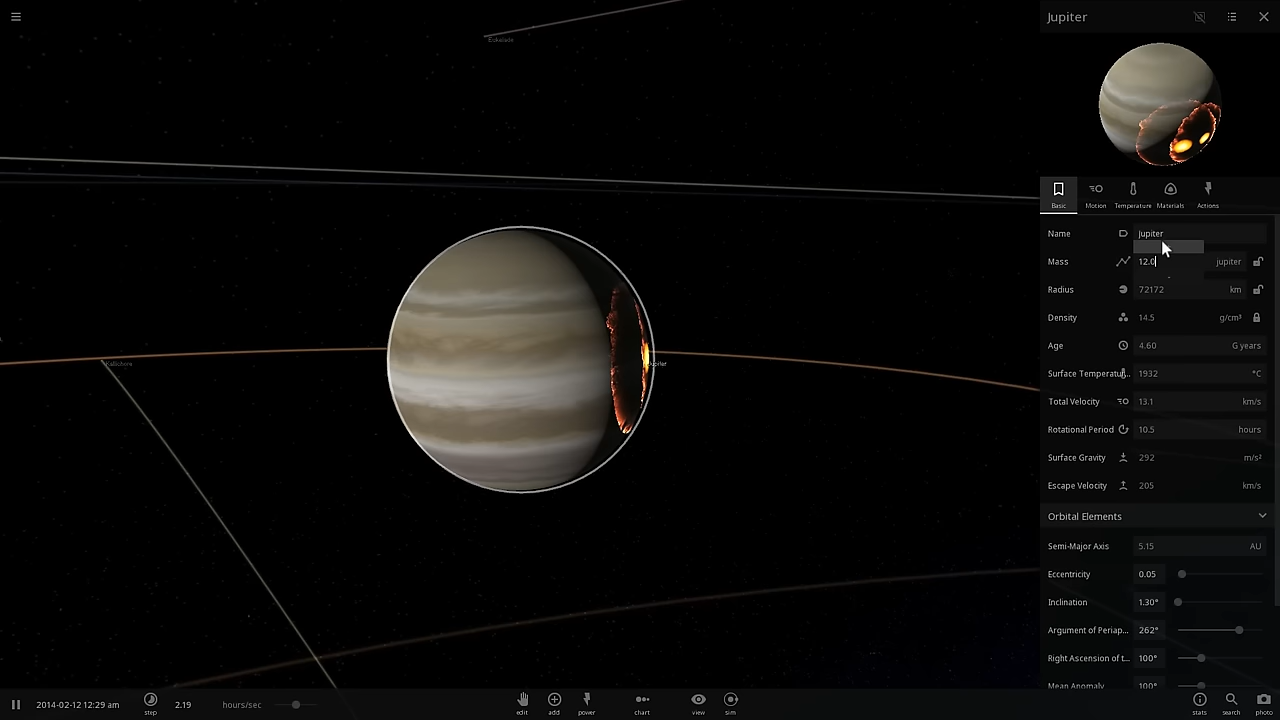 Jupiter
Eukelade
Basic
Motion
Temperature
Materials
Actions
Name Jupiter
Mass 12.0 jupiter
Radius 72172 km
Density 14.5 g/cm³
Age 4.60 G years
Surface Temperatur... 1932 °C
Total Velocity 13.1 km/s
Rotational Period 10.5 hours
Surface Gravity 292 m/s²
Escape Velocity 205 km/s
Orbital Elements
Semi-Major Axis 5.15 AU
Eccentricity 0.05
Inclination 1.30°
Argument of Periap... 262°
Right Ascension of t... 100°
Mean Anomaly 100°
Kallichore
Jupiter
2014-02-12 12:29 am
step
2.19 hours/sec
edit
add
power
chart
view
sim
stats
search
photo